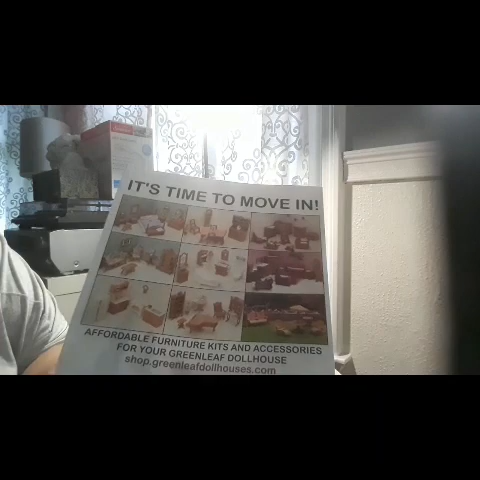 IT'S TIME TO MOVE IN!
AFFORDABLE FURNITURE KITS AND ACCESSORIES
FOR YOUR GREENLEAF DOLLHOUSE
shop.greenleafdollhouses.com